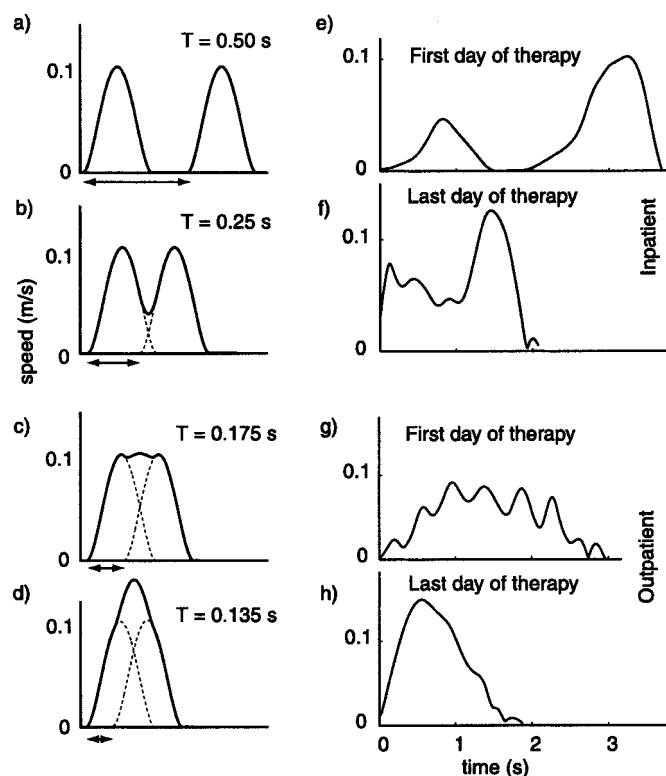 a)
T = 0.50 s
0.1
0
b)
T = 0.25 s
0.1
0
speed (m/s)
c)
T = 0.175 s
0.1
0
d)
T = 0.135 s
0.1
0
e)
First day of therapy
0.1
0
f)
Last day of therapy
0.1
0
Inpatient
g)
First day of therapy
0.1
0
Outpatient
h)
Last day of therapy
0.1
0
0 1 2 3
time (s)